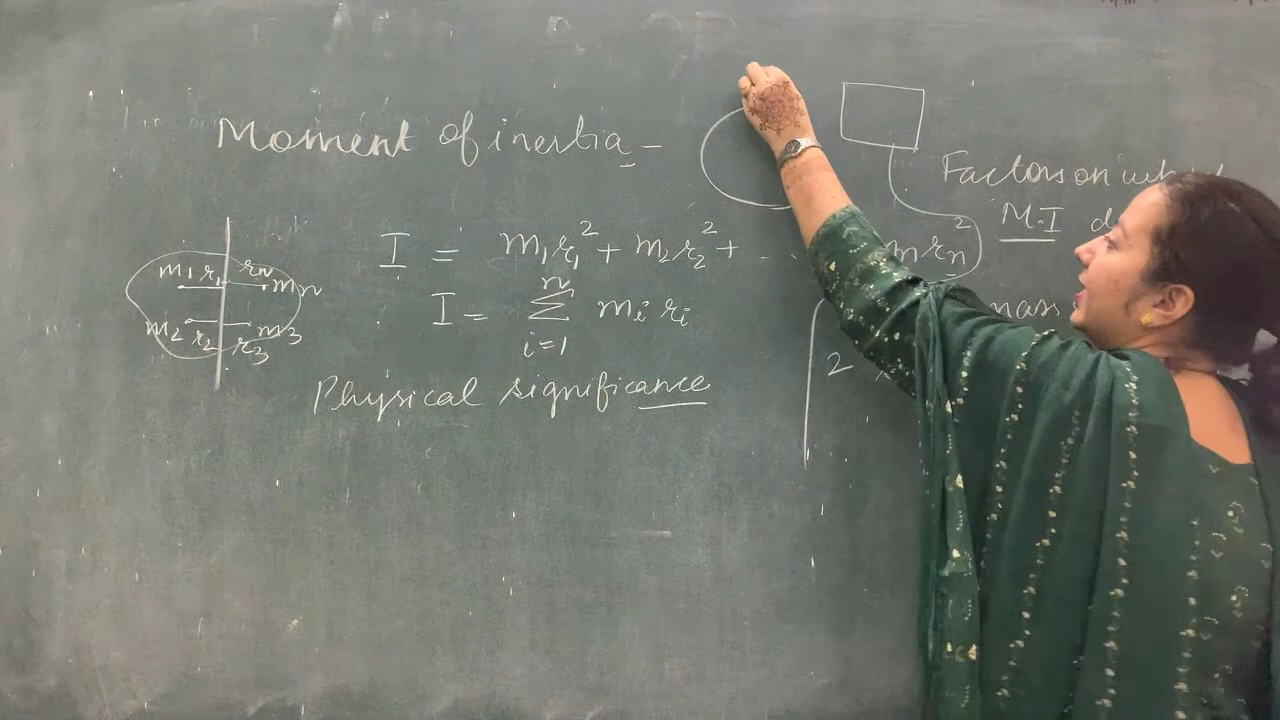 Moment of inertia -
Factors on which
M.I d
m₁ r₁ rₙ mₙ
m₂ r₂ r₃ m₃
I = m₁r₁² + m₂r₂² + ... mrₙ²
I = n Σ i=1 mᵢ rᵢ
mass
2
Physical significance